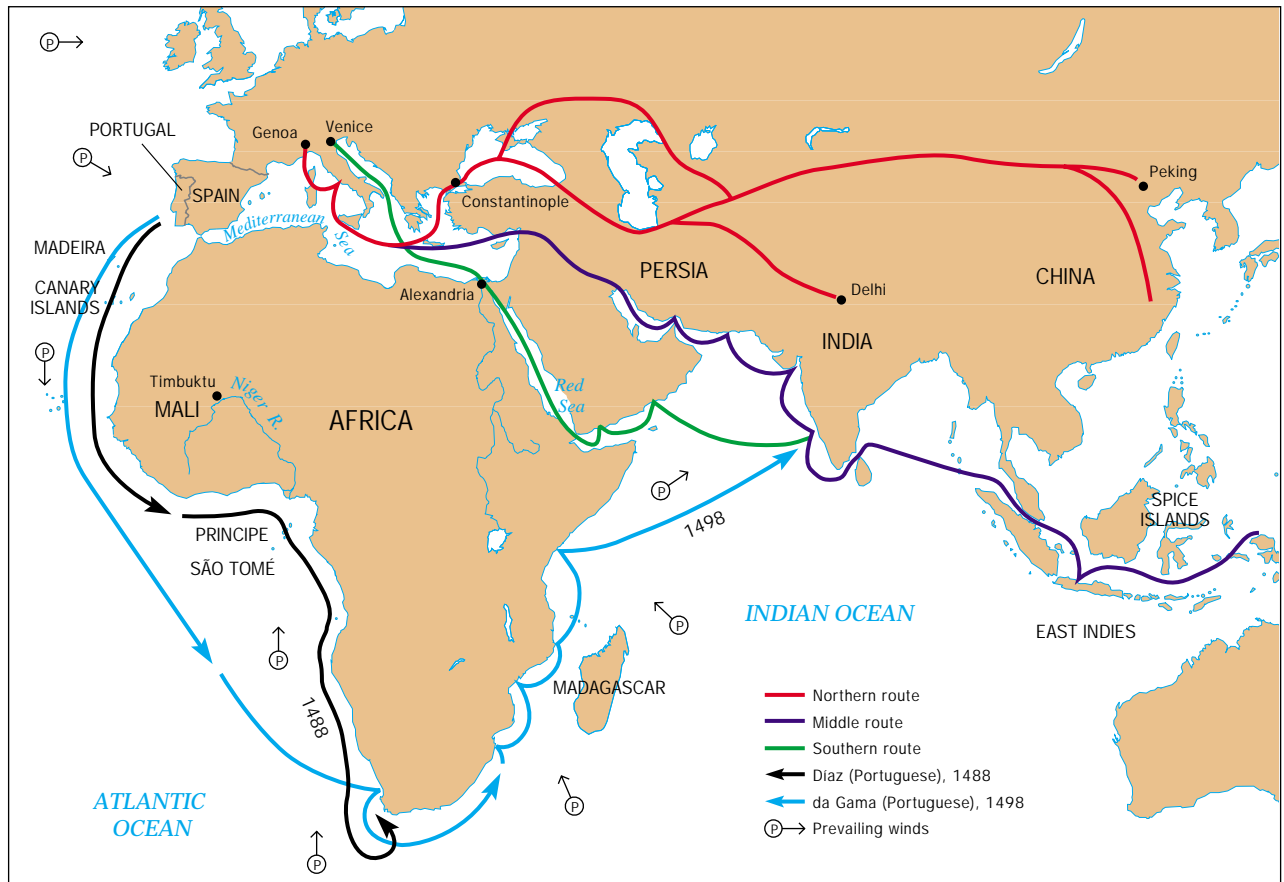 P
P
PORTUGAL
SPAIN
Genoa
Venice
Constantinople
Mediterranean
Sea
Peking
MADEIRA
CANARY
ISLANDS
PERSIA
CHINA
Alexandria
Delhi
INDIA
P
Timbuktu
MALI
Niger R.
AFRICA
Red
Sea
P
1498
SPICE
ISLANDS
PRINCIPE
SÃO TOMÉ
P
P
INDIAN OCEAN
EAST INDIES
MADAGASCAR
1488
ATLANTIC
OCEAN
P
P
Northern route
Middle route
Southern route
Díaz (Portuguese), 1488
da Gama (Portuguese), 1498
P Prevailing winds